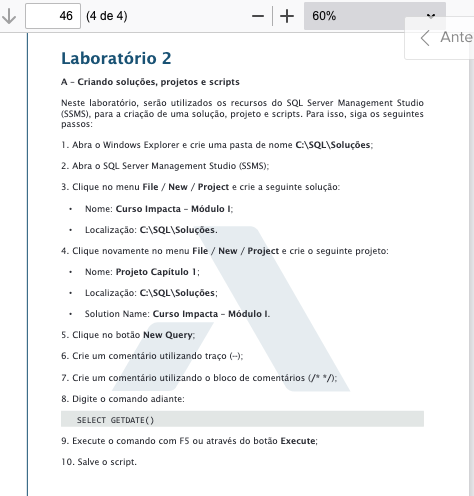 46 (4 de 4) 60%
Ante
Laboratório 2
A – Criando soluções, projetos e scripts
Neste laboratório, serão utilizados os recursos do SQL Server Management Studio
(SSMS), para a criação de uma solução, projeto e scripts. Para isso, siga os seguintes
passos:
1. Abra o Windows Explorer e crie uma pasta de nome C:\SQL\Soluções;
2. Abra o SQL Server Management Studio (SSMS);
3. Clique no menu File / New / Project e crie a seguinte solução:
• Nome: Curso Impacta – Módulo I;
• Localização: C:\SQL\Soluções.
4. Clique novamente no menu File / New / Project e crie o seguinte projeto:
• Nome: Projeto Capítulo 1;
• Localização: C:\SQL\Soluções;
• Solution Name: Curso Impacta – Módulo I.
5. Clique no botão New Query;
6. Crie um comentário utilizando traço (--);
7. Crie um comentário utilizando o bloco de comentários (/* */);
8. Digite o comando adiante:
SELECT GETDATE()
9. Execute o comando com F5 ou através do botão Execute;
10. Salve o script.